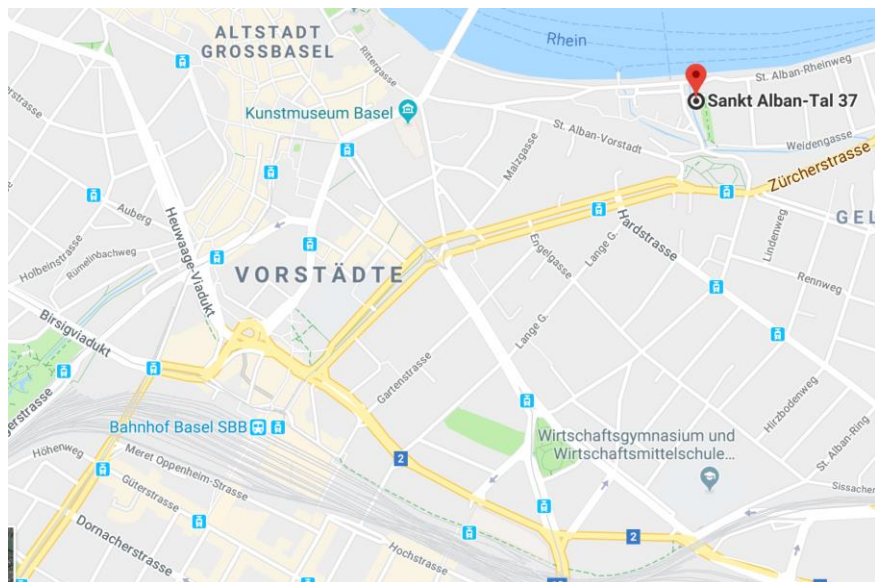 ALTSTADT
GROSSBASEL
Rhein
Rittergasse
St. Alban-Rheinweg
Sankt Alban-Tal 37
Kunstmuseum Basel
St. Alban-Vorstadt
Malzgasse
Weidengasse
Zürcherstrasse
Auberg
Heuwaage-Viadukt
Holbeinstrasse
Rümelinbachweg
Hardstrasse
Lindenweg
GEL
Engelgasse
Lange G.
VORSTÄDTE
Rennweg
Birsigviadukt
Lange G.
Gartenstrasse
Hirzbodenweg
gerstrasse
Bahnhof Basel SBB
Wirtschaftsgymnasium und
Wirtschaftsmittelschule...
St. Alban-Ring
Höhenweg
Meret Oppenheim-Strasse
2
Güterstrasse
Sissacher
Dornacherstrasse
Hochstrasse
2